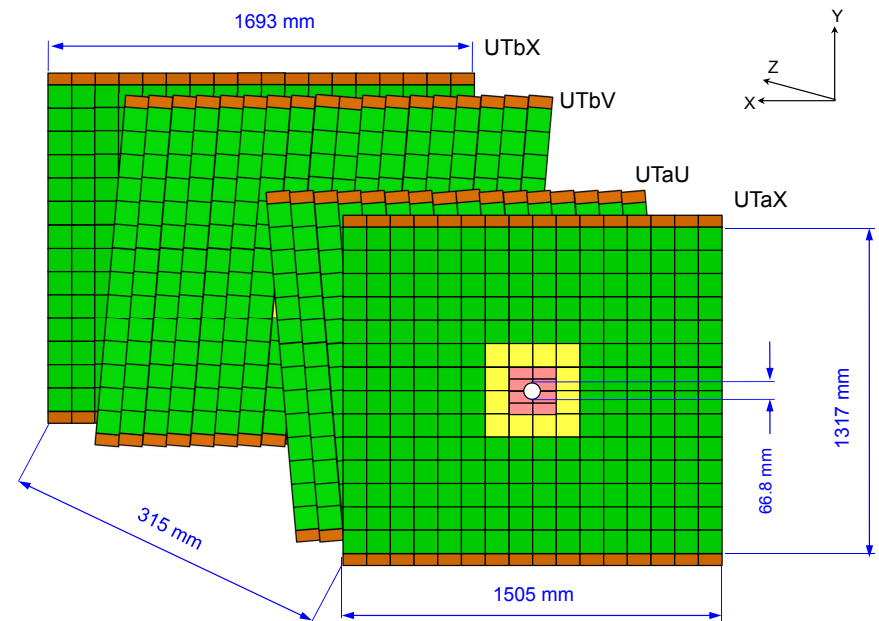 1693 mm
UTbX
Y
Z
X
UTbV
UTaU
UTaX
1317 mm
66.8 mm
315 mm
1505 mm